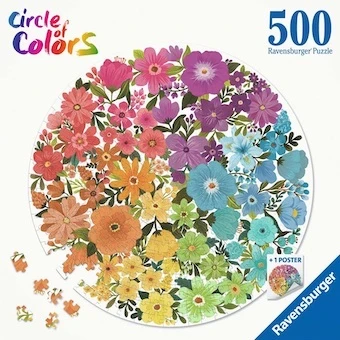 Circle
of
Colors
500
Ravensburger Puzzle
+1 POSTER
Ravensburger